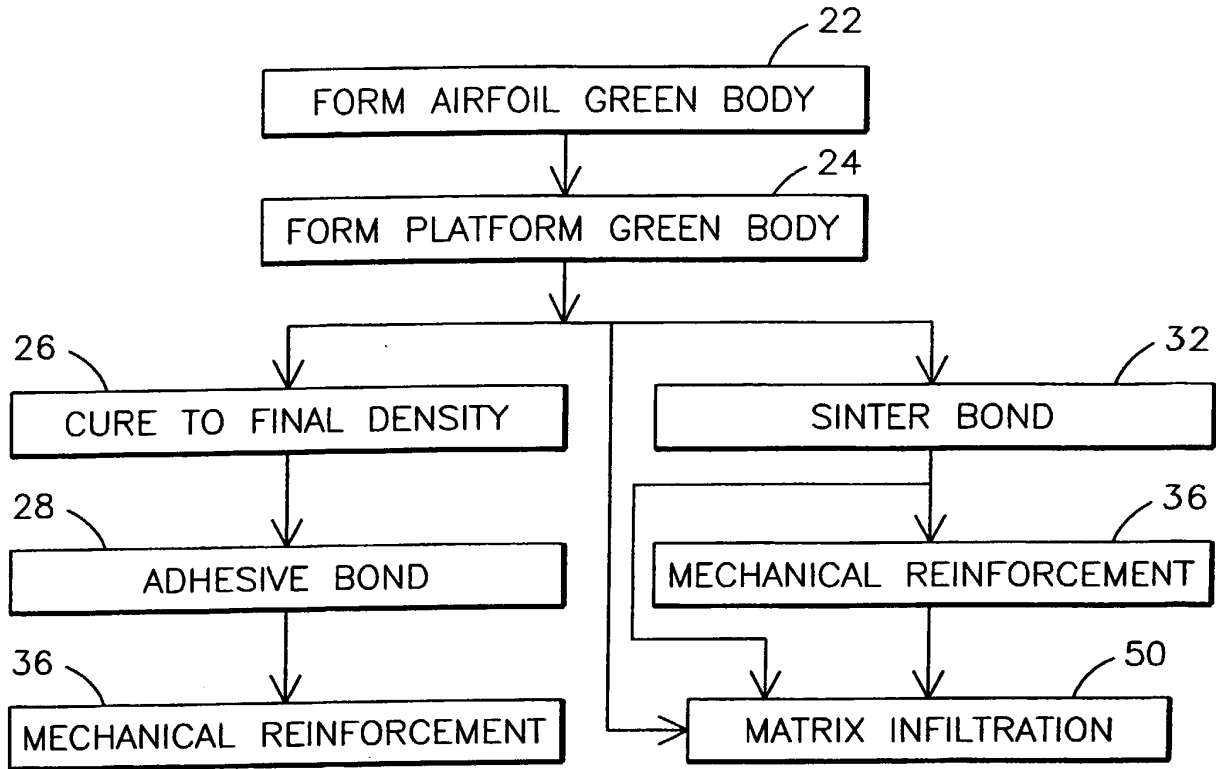 22
FORM AIRFOIL GREEN BODY
24
FORM PLATFORM GREEN BODY
26
CURE TO FINAL DENSITY
32
SINTER BOND
28
ADHESIVE BOND
36
MECHANICAL REINFORCEMENT
36
MECHANICAL REINFORCEMENT
50
MATRIX INFILTRATION